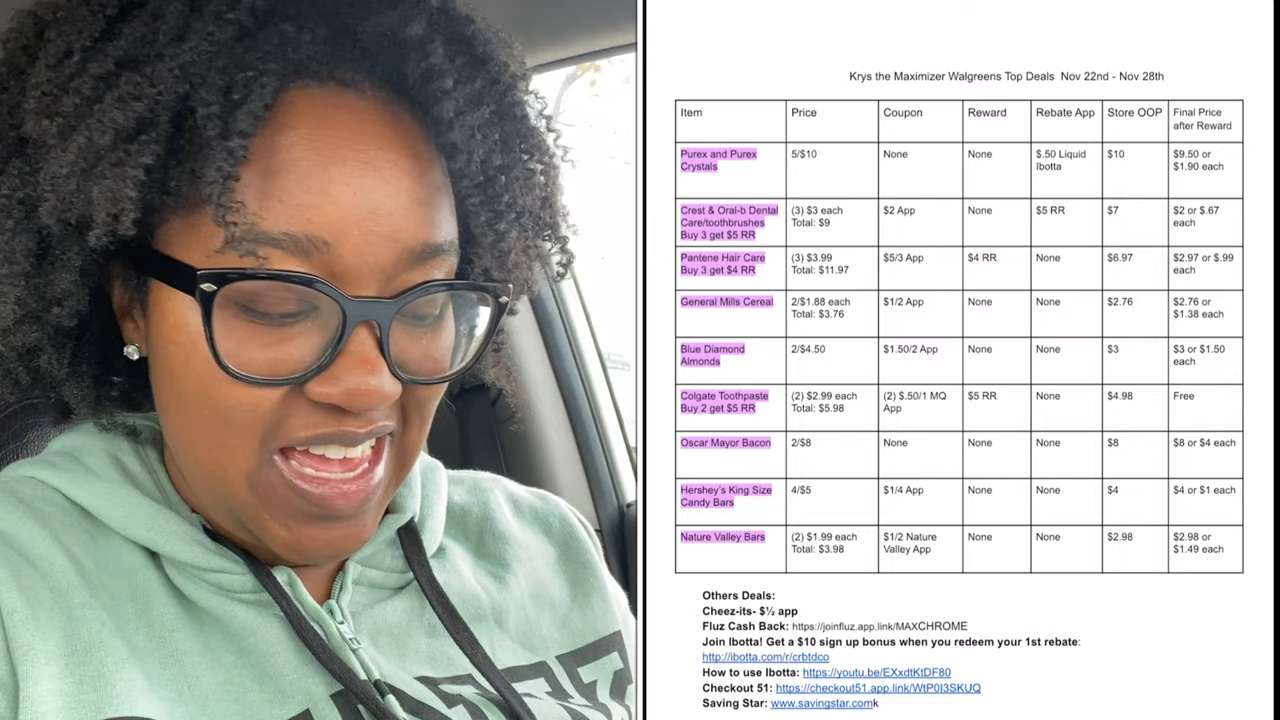 Krys the Maximizer Walgreens Top Deals Nov 22nd - Nov 28th
Item Price Coupon Reward Rebate App Store OOP Final Price
after Reward
Purex and Purex 5/$10 None None $.50 Liquid $10 $9.50 or
Crystals Ibotta $1.90 each
Crest & Oral-b Dental (3) $3 each $2 App None $5 RR $7 $2 or $.67
Care/toothbrushes Total: $9 each
Buy 3 get $5 RR
Pantene Hair Care (3) $3.99 $5/3 App $4 RR None $6.97 $2.97 or $.99
Buy 3 get $4 RR Total: $11.97 each
General Mills Cereal 2/$1.88 each $1/2 App None None $2.76 $2.76 or
Total: $3.76 $1.38 each
Blue Diamond 2/$4.50 $1.50/2 App None None $3 $3 or $1.50
Almonds each
Colgate Toothpaste (2) $2.99 each (2) $.50/1 MQ $5 RR None $4.98 Free
Buy 2 get $5 RR Total: $5.98 App
Oscar Mayor Bacon 2/$8 None None None $8 $8 or $4 each
Hershey's King Size 4/$5 $1/4 App None None $4 $4 or $1 each
Candy Bars
Nature Valley Bars (2) $1.99 each $1/2 Nature None None $2.98 $2.98 or
Total: $3.98 Valley App $1.49 each
Others Deals:
Cheez-its- $½ app
Fluz Cash Back: https://joinfluz.app.link/MAXCHROME
Join Ibotta! Get a $10 sign up bonus when you redeem your 1st rebate:
http://ibotta.com/r/crbtdco
How to use Ibotta: https://youtu.be/EXxdtKtDF80
Checkout 51: https://checkout51.app.link/WtP0I3SKUQ
Saving Star: www.savingstar.comk